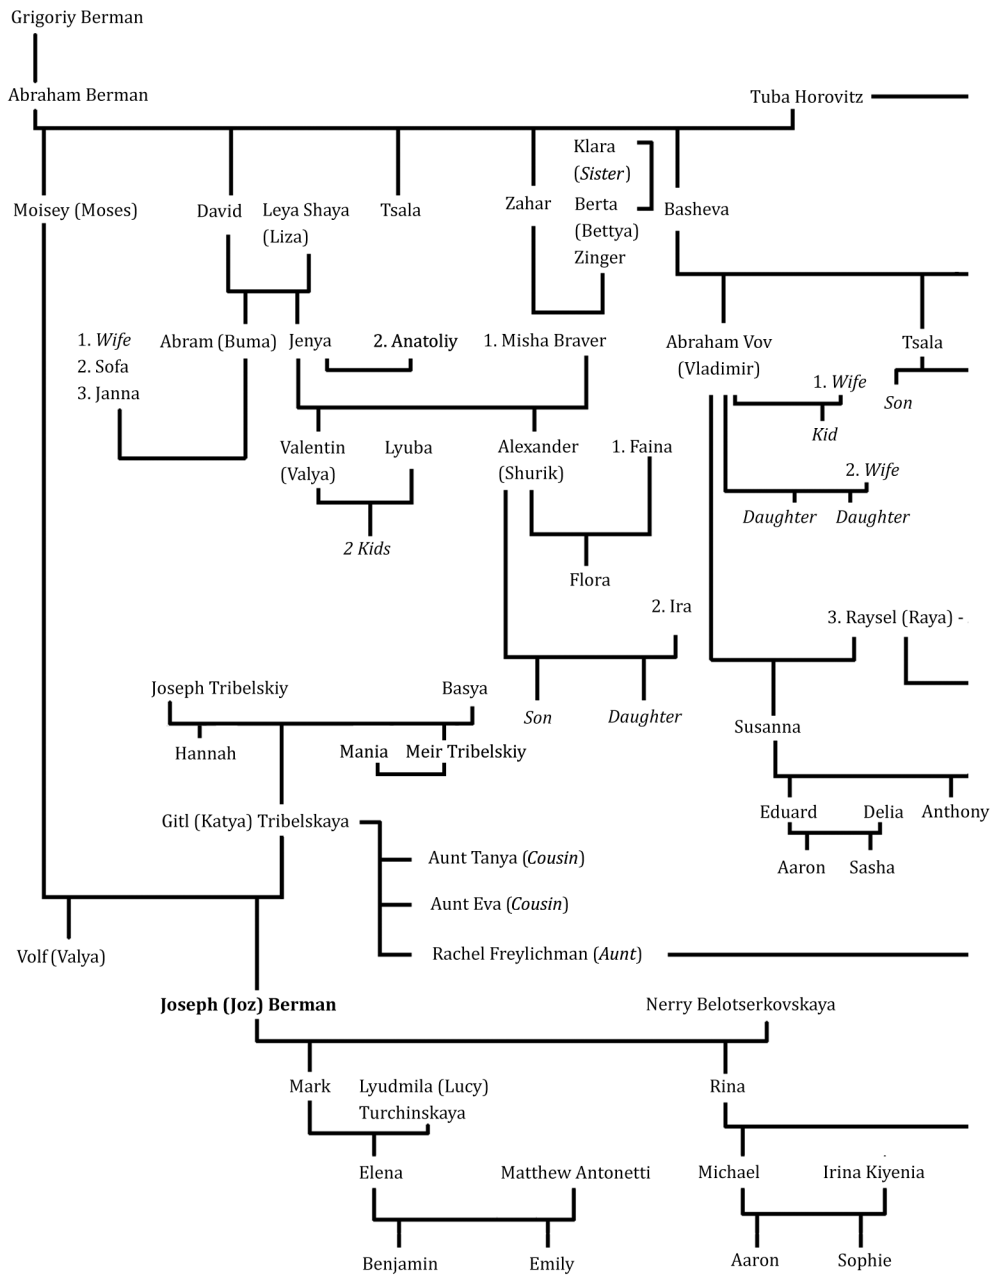 Grigoriy Berman
Abraham Berman
Tuba Horovitz
Klara
(Sister)
Moisey (Moses)
David
Leya Shaya
(Liza)
Tsala
Zahar
Berta
(Bettya)
Zinger
Basheva
1. Wife
2. Sofa
3. Janna
Abram (Buma)
Jenya
2. Anatoliy
1. Misha Braver
Abraham Vov
(Vladimir)
Tsala
1. Wife
Son
Kid
Valentin
(Valya)
Lyuba
Alexander
(Shurik)
1. Faina
2. Wife
Daughter
Daughter
2 Kids
Flora
2. Ira
3. Raysel (Raya) -
Joseph Tribelskiy
Basya
Son
Daughter
Susanna
Hannah
Mania
Meir Tribelskiy
Gitl (Katya) Tribelskaya
Eduard
Delia
Anthony
Aunt Tanya (Cousin)
Aaron
Sasha
Aunt Eva (Cousin)
Volf (Valya)
Rachel Freylichman (Aunt)
Joseph (Joz) Berman
Nerry Belotserkovskaya
Mark
Lyudmila (Lucy)
Turchinskaya
Rina
Elena
Matthew Antonetti
Michael
Irina Kiyenia
Benjamin
Emily
Aaron
Sophie